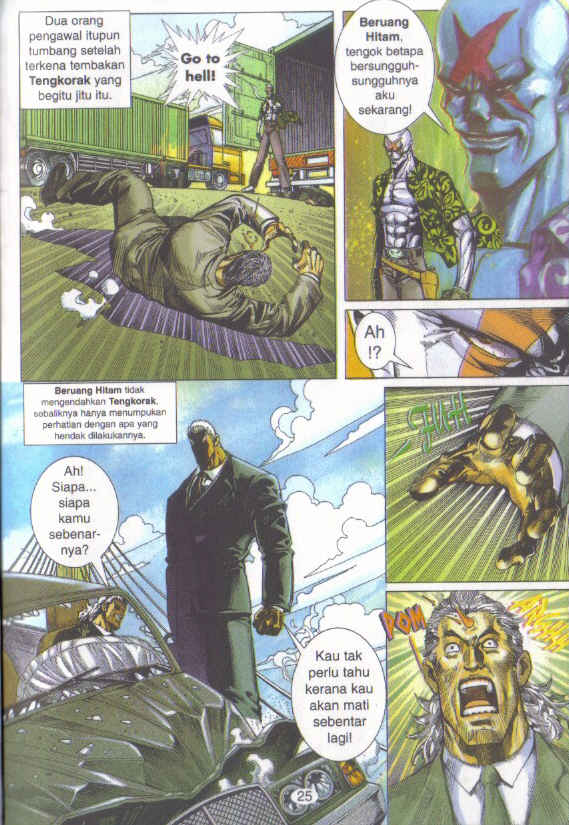 Dua orang
pengawal itupun
tumbang setelah
terkena tembakan
Tengkorak yang
begitu jitu itu.
Go to
hell!
Beruang
Hitam,
tengok betapa
bersungguh-
sungguhnya
aku
sekarang!
Ah
!?
Beruang Hitam tidak
mengendahkan Tengkorak,
sebaliknya hanya menumpukan
perhatian dengan apa yang
hendak dilakukannya.
Ah!
Siapa...
siapa
kamu
sebenar-
nya?
Kau tak
perlu tahu
kerana kau
akan mati
sebentar
lagi!
POM
25